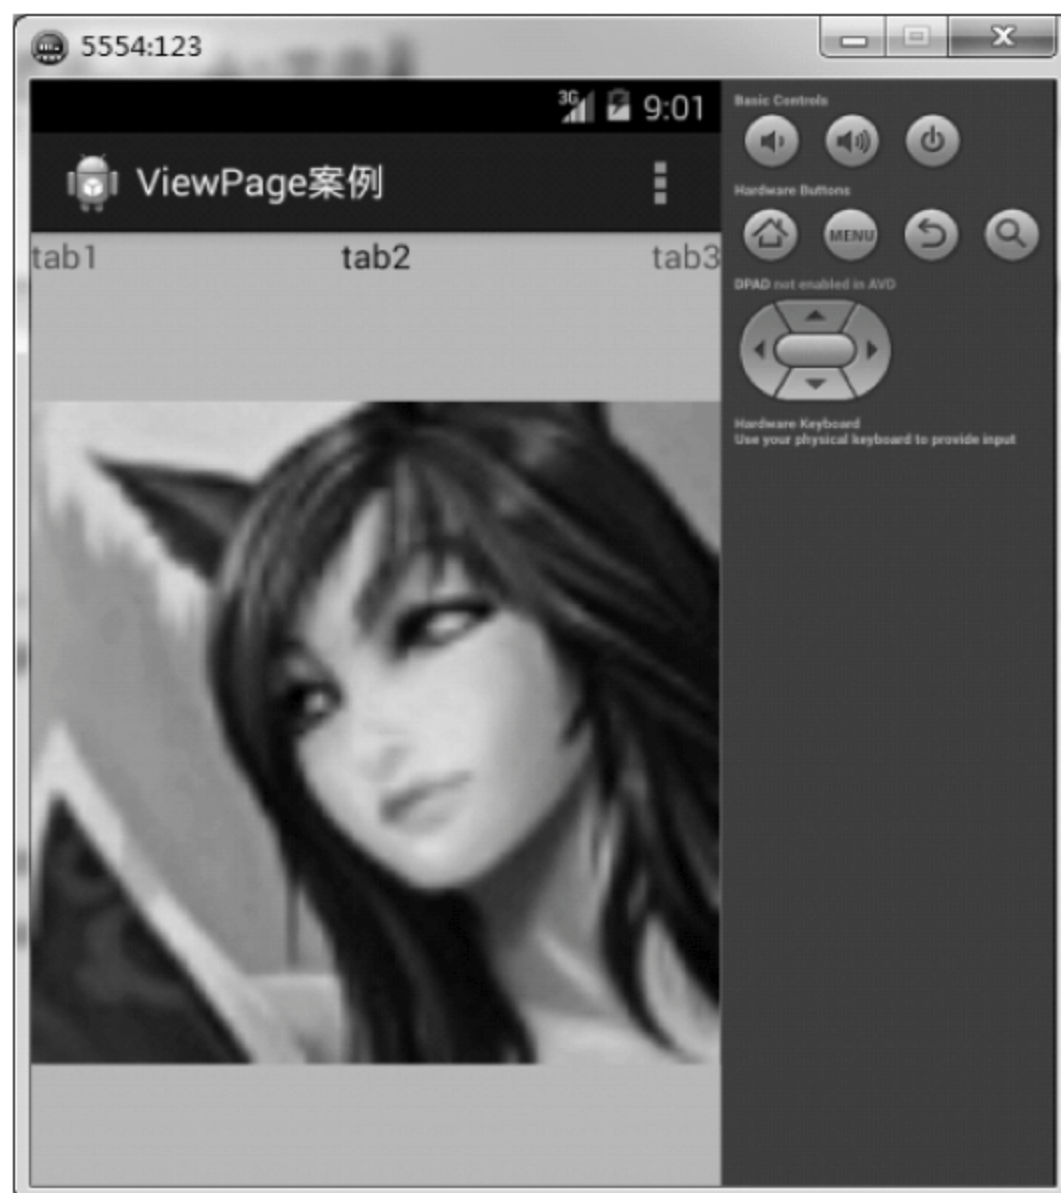 5554:123
3G 9:01
ViewPage案例
tab1 tab2 tab3
Basic Controls
Hardware Buttons
MENU
DPAD not enabled in AVD
Hardware Keyboard
Use your physical keyboard to provide input